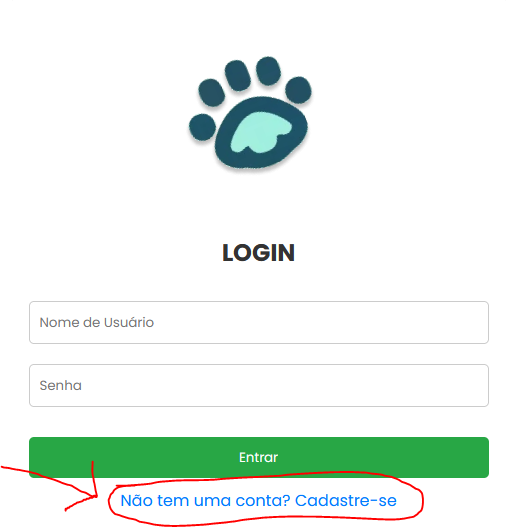 LOGIN
Nome de Usuário
Senha
Entrar
Não tem uma conta? Cadastre-se